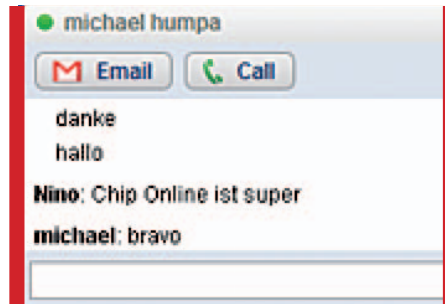 michael humpa
Email Call
danke
hallo
Nino: Chip Online ist super
michael: bravo